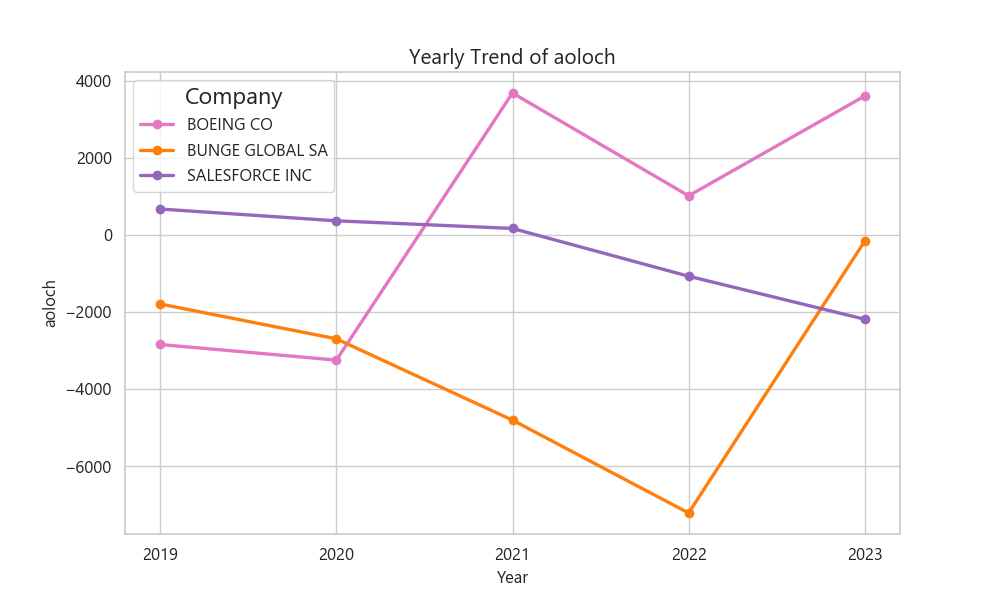 Yearly Trend of aoloch
Company
BOEING CO
BUNGE GLOBAL SA
SALESFORCE INC
4000
2000
0
−2000
−4000
−6000
aoloch
2019 2020 2021 2022 2023
Year